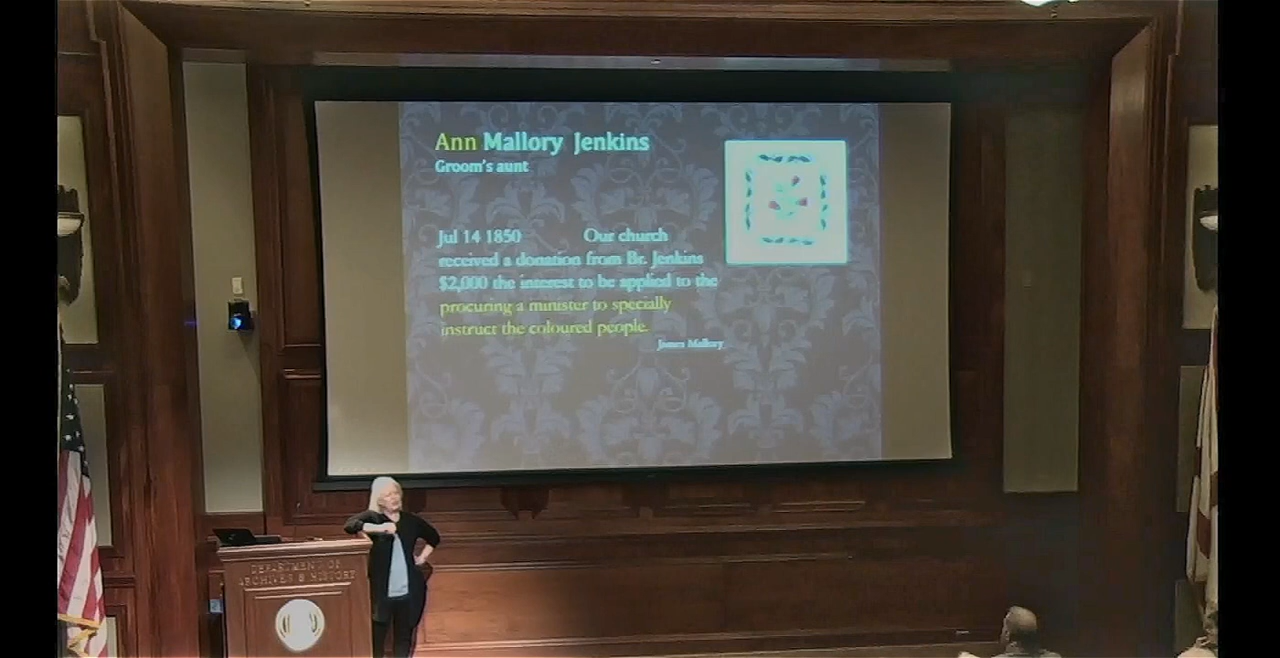 Ann Mallory Jenkins
Groom's aunt
Jul 14 1850 Our church
received a donation from Br. Jenkins
$2,000 the interest to be applied to the
procuring a minister to specially
instruct the coloured people.
James Mallory
DEPARTMENT OF
ARCHIVES & HISTORY